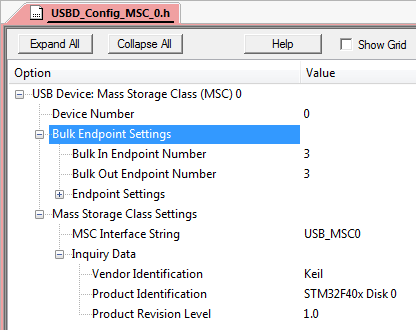 USBD_Config_MSC_0.h
Expand All Collapse All Help Show Grid
Option Value
USB Device: Mass Storage Class (MSC) 0
Device Number 0
Bulk Endpoint Settings
Bulk In Endpoint Number 3
Bulk Out Endpoint Number 3
Endpoint Settings
Mass Storage Class Settings
MSC Interface String USB_MSC0
Inquiry Data
Vendor Identification Keil
Product Identification STM32F40x Disk 0
Product Revision Level 1.0